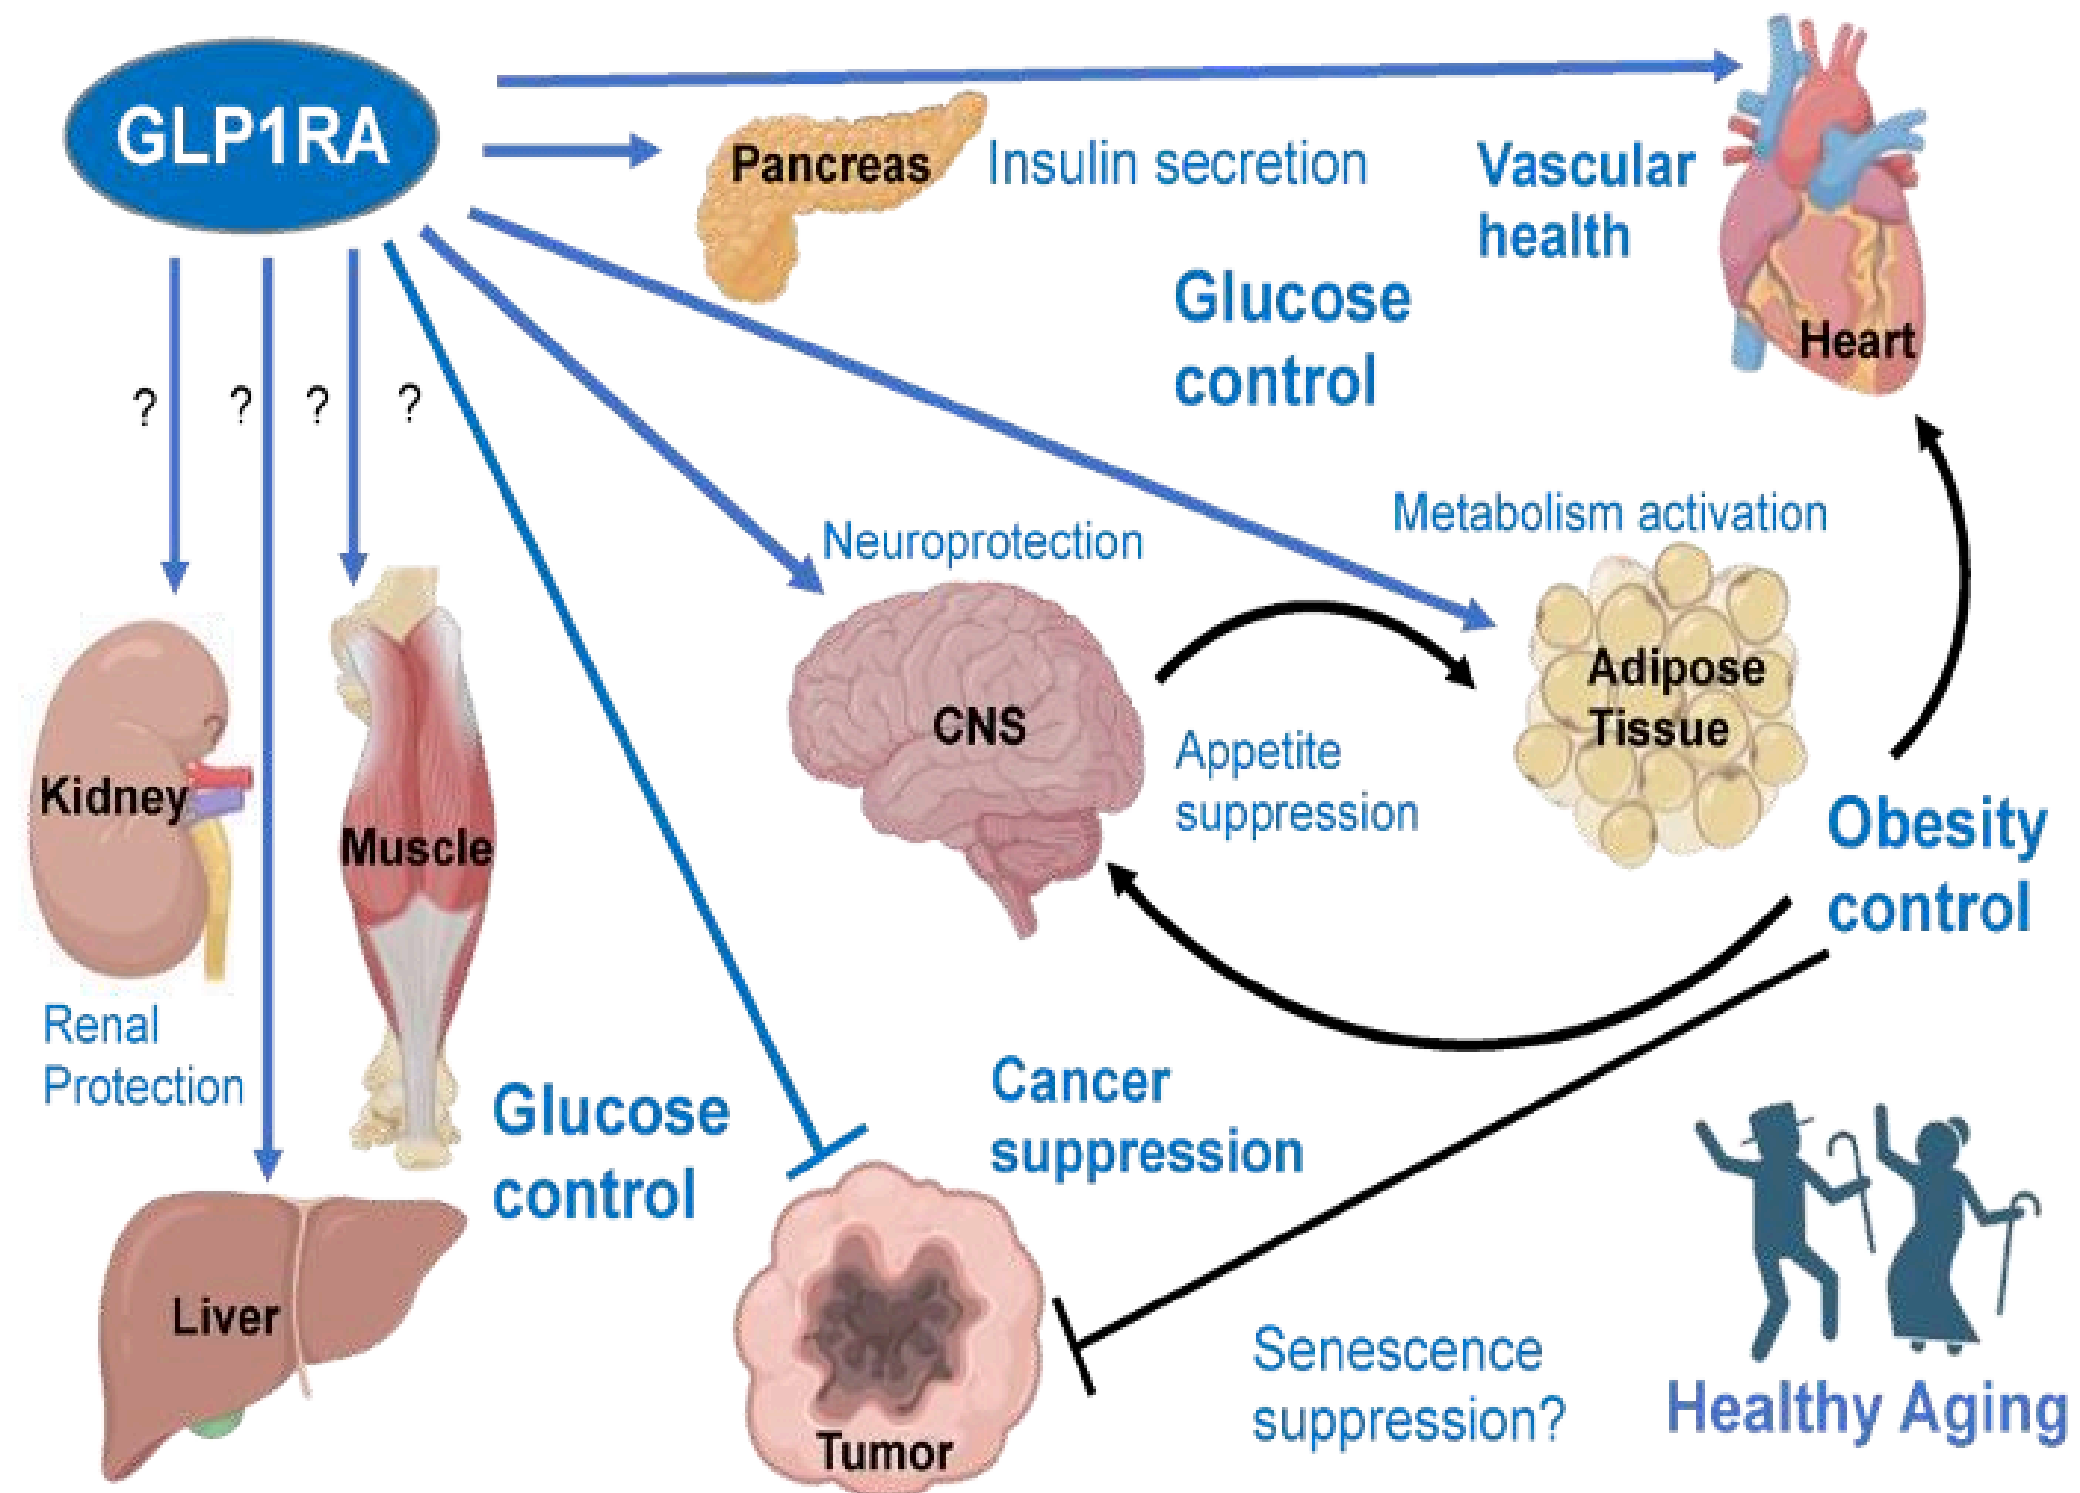 GLP1RA
Pancreas
Insulin secretion
Vascular
health
Heart
Glucose
control
?
?
?
?
Neuroprotection
Metabolism activation
CNS
Adipose
Tissue
Appetite
suppression
Kidney
Muscle
Obesity
control
Renal
Protection
Glucose
control
Cancer
suppression
Liver
Tumor
Senescence
suppression?
Healthy Aging